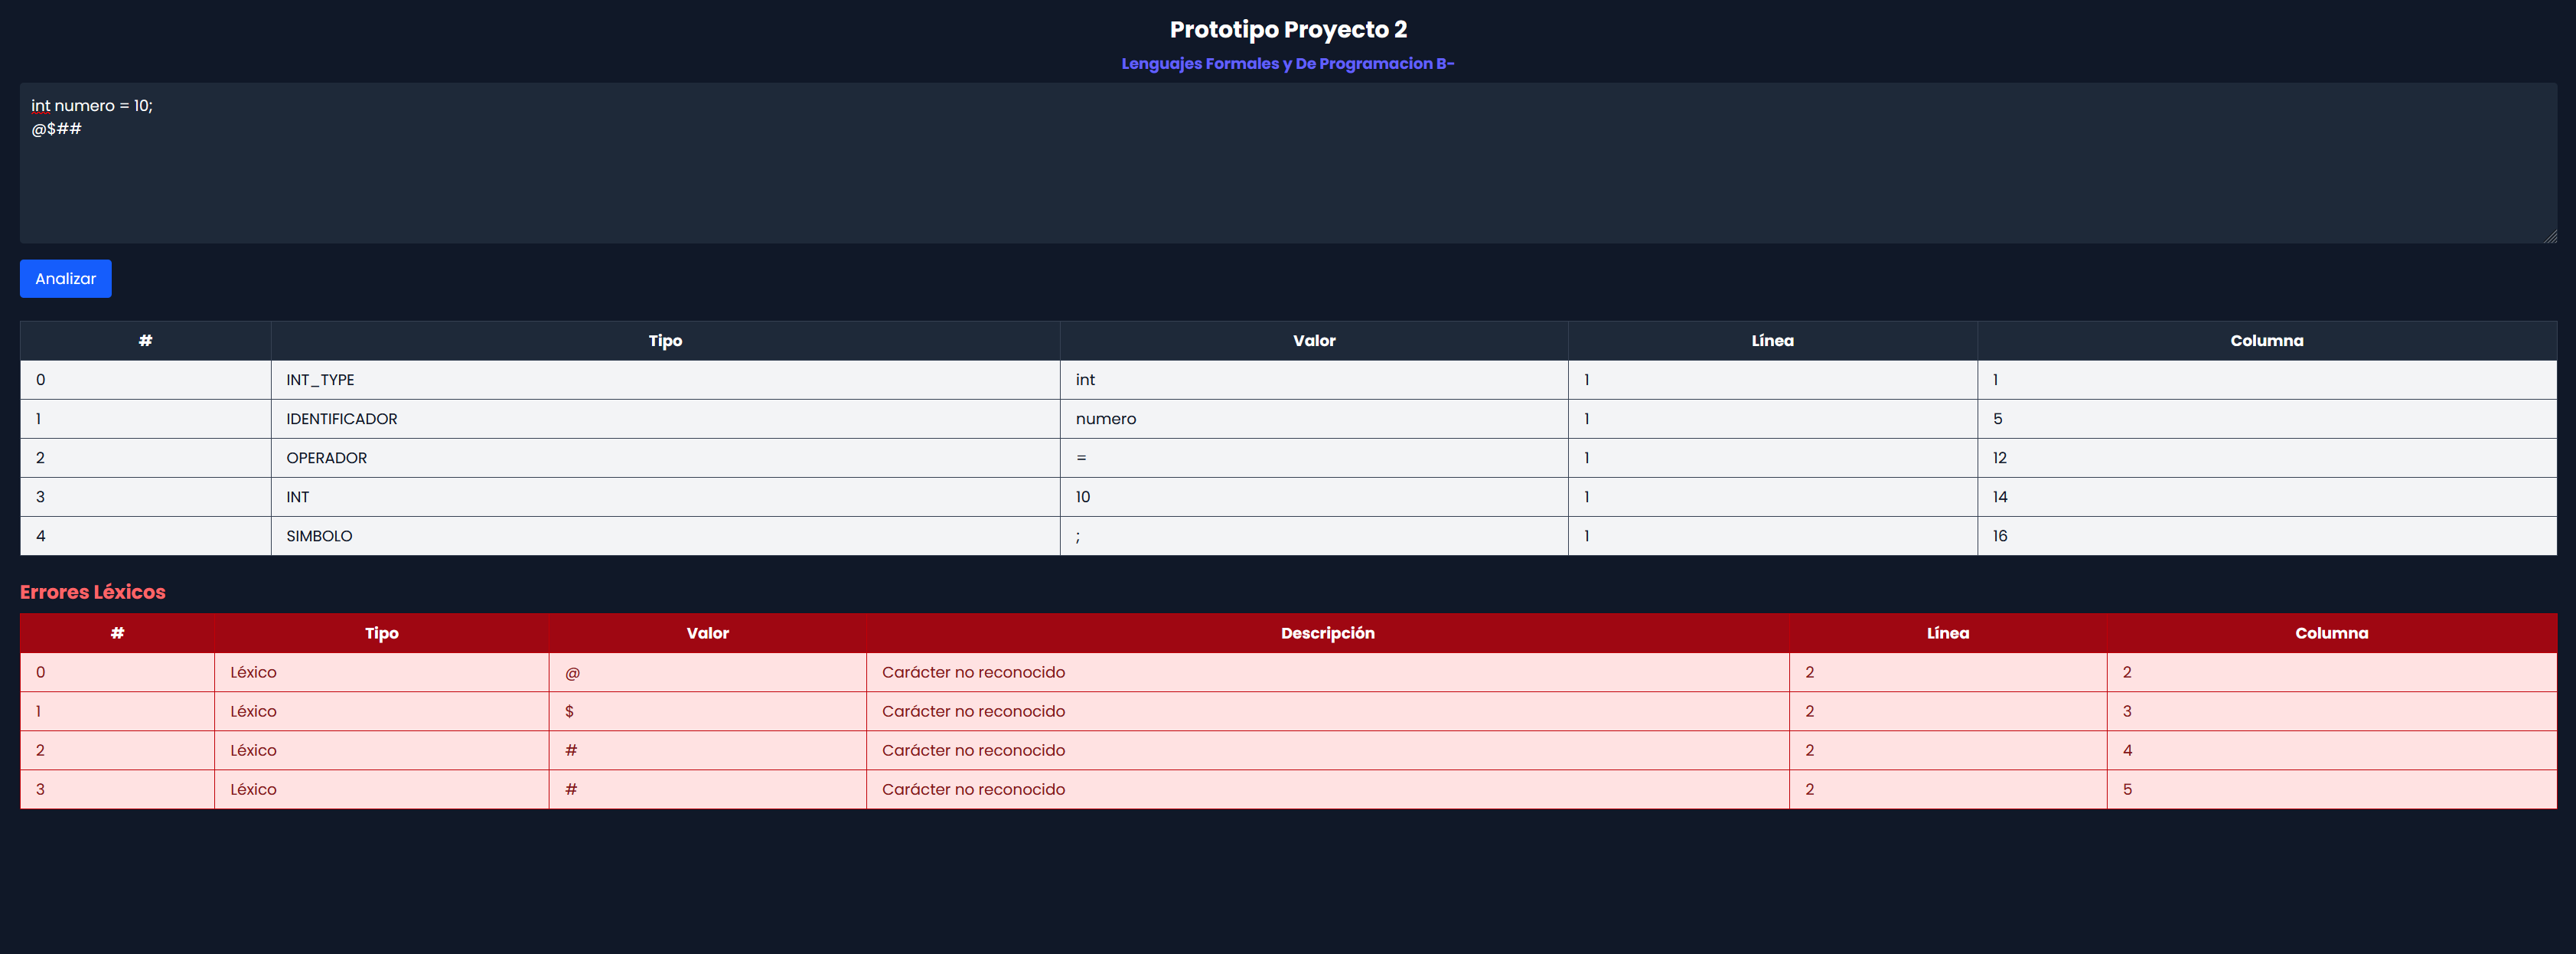 Prototipo Proyecto 2
Lenguajes Formales y De Programacion B-
int numero = 10;
@$##
Analizar
# Tipo Valor Línea Columna
0 INT_TYPE int 1 1
1 IDENTIFICADOR numero 1 5
2 OPERADOR = 1 12
3 INT 10 1 14
4 SIMBOLO ; 1 16
Errores Léxicos
# Tipo Valor Descripción Línea Columna
0 Léxico @ Carácter no reconocido 2 2
1 Léxico $ Carácter no reconocido 2 3
2 Léxico # Carácter no reconocido 2 4
3 Léxico # Carácter no reconocido 2 5